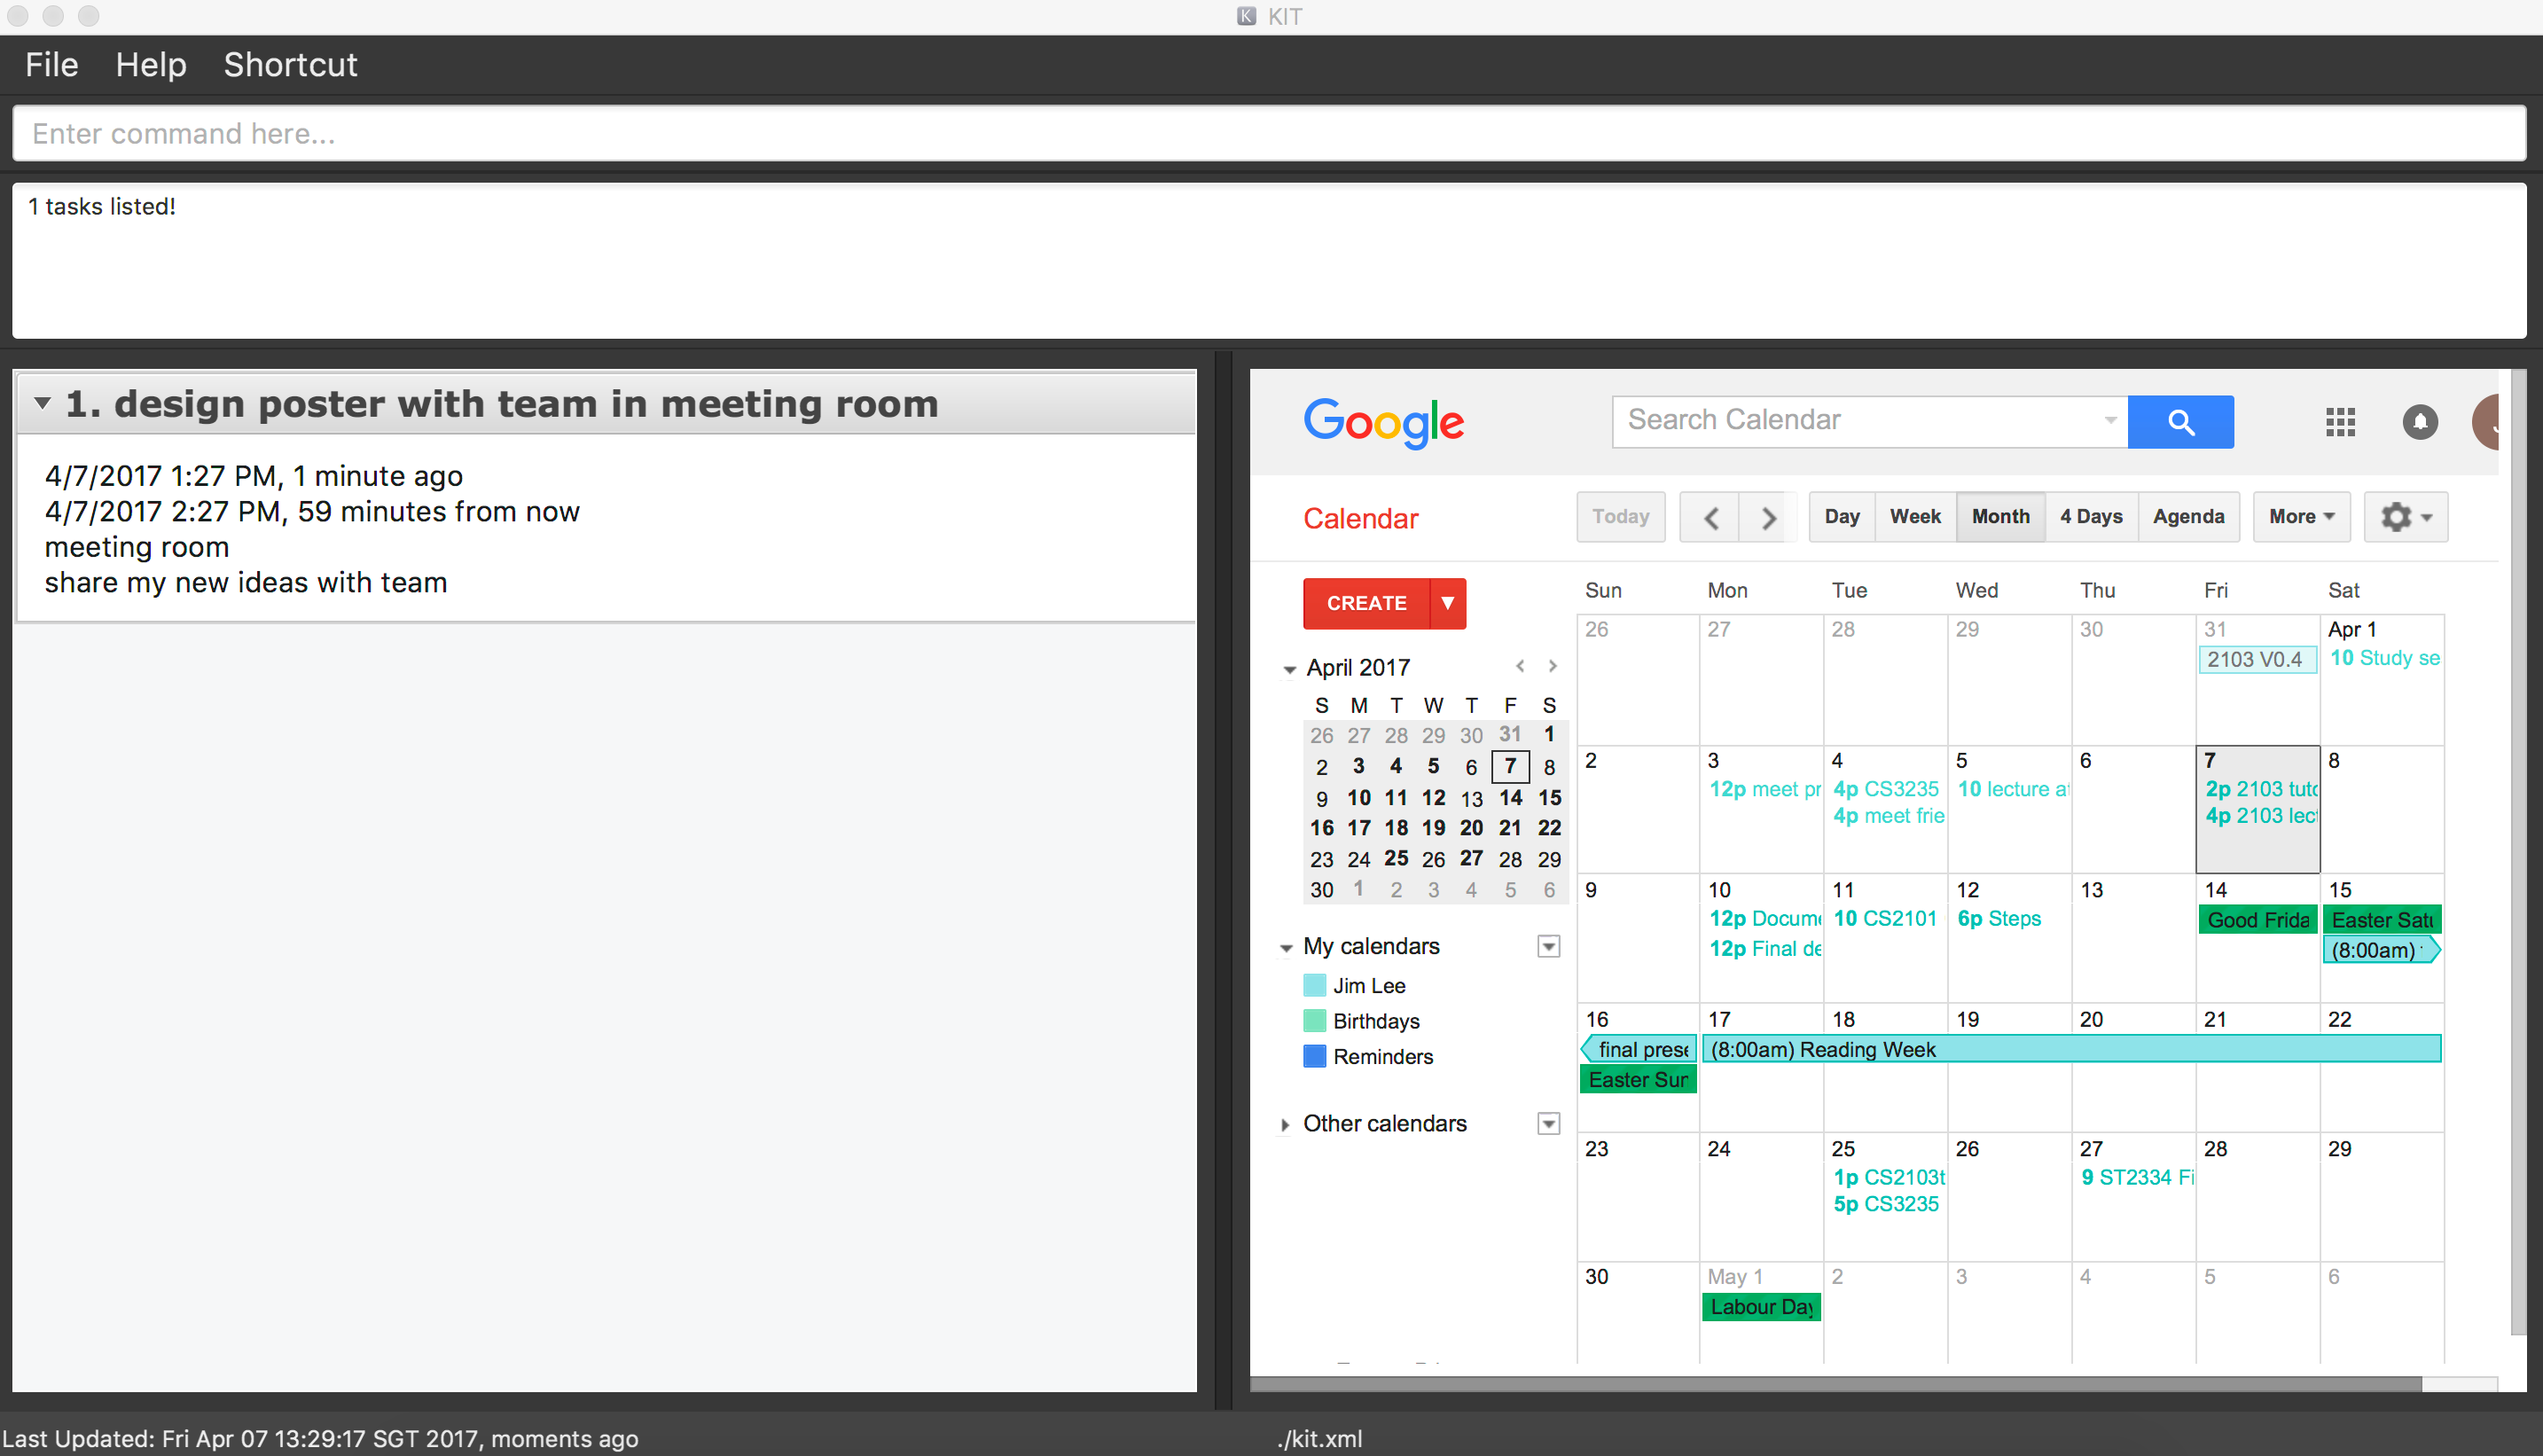 KIT
File Help Shortcut
Enter command here...
1 tasks listed!
1. design poster with team in meeting room
4/7/2017 1:27 PM, 1 minute ago
4/7/2017 2:27 PM, 59 minutes from now
meeting room
share my new ideas with team
Google
Search Calendar
Calendar
Today Day Week Month 4 Days Agenda More
CREATE
April 2017
S M T W T F S
26 27 28 29 30 31 1
2 3 4 5 6 7 8
9 10 11 12 13 14 15
16 17 18 19 20 21 22
23 24 25 26 27 28 29
30 1 2 3 4 5 6
My calendars
Jim Lee
Birthdays
Reminders
Other calendars
Sun Mon Tue Wed Thu Fri Sat
26 27 28 29 30 31 Apr 1
2103 V0.4 10 Study se
2 3 4 5 6 7 8
12p meet pr 4p CS3235 10 lecture a 2p 2103 tuto
4p meet frie 4p 2103 lec
9 10 11 12 13 14 15
12p Docume 10 CS2101 6p Steps Good Frida Easter Satu
12p Final de (8:00am)
16 17 18 19 20 21 22
final prese (8:00am) Reading Week
Easter Sun
23 24 25 26 27 28 29
1p CS2103t 9 ST2334 Fi
5p CS3235
30 May 1 2 3 4 5 6
Labour Day
Last Updated: Fri Apr 07 13:29:17 SGT 2017, moments ago
./kit.xml